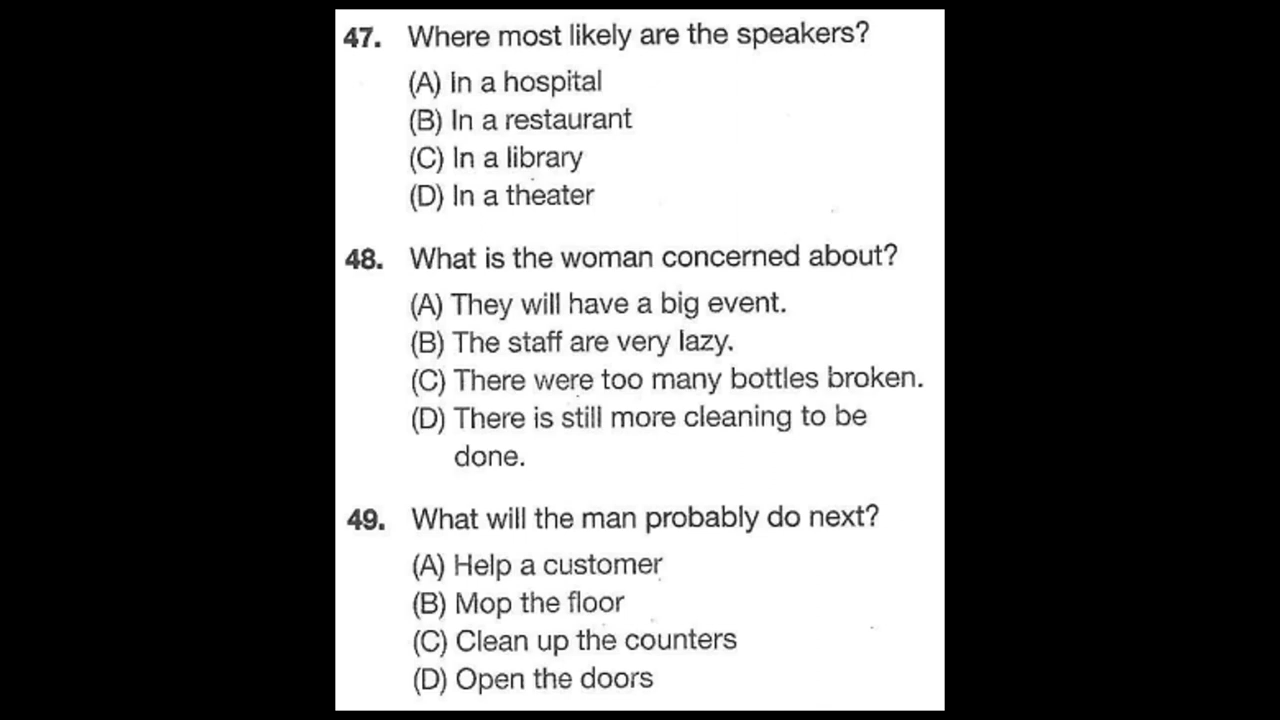 47. Where most likely are the speakers?
(A) In a hospital
(B) In a restaurant
(C) In a library
(D) In a theater
48. What is the woman concerned about?
(A) They will have a big event.
(B) The staff are very lazy.
(C) There were too many bottles broken.
(D) There is still more cleaning to be
done.
49. What will the man probably do next?
(A) Help a customer
(B) Mop the floor
(C) Clean up the counters
(D) Open the doors